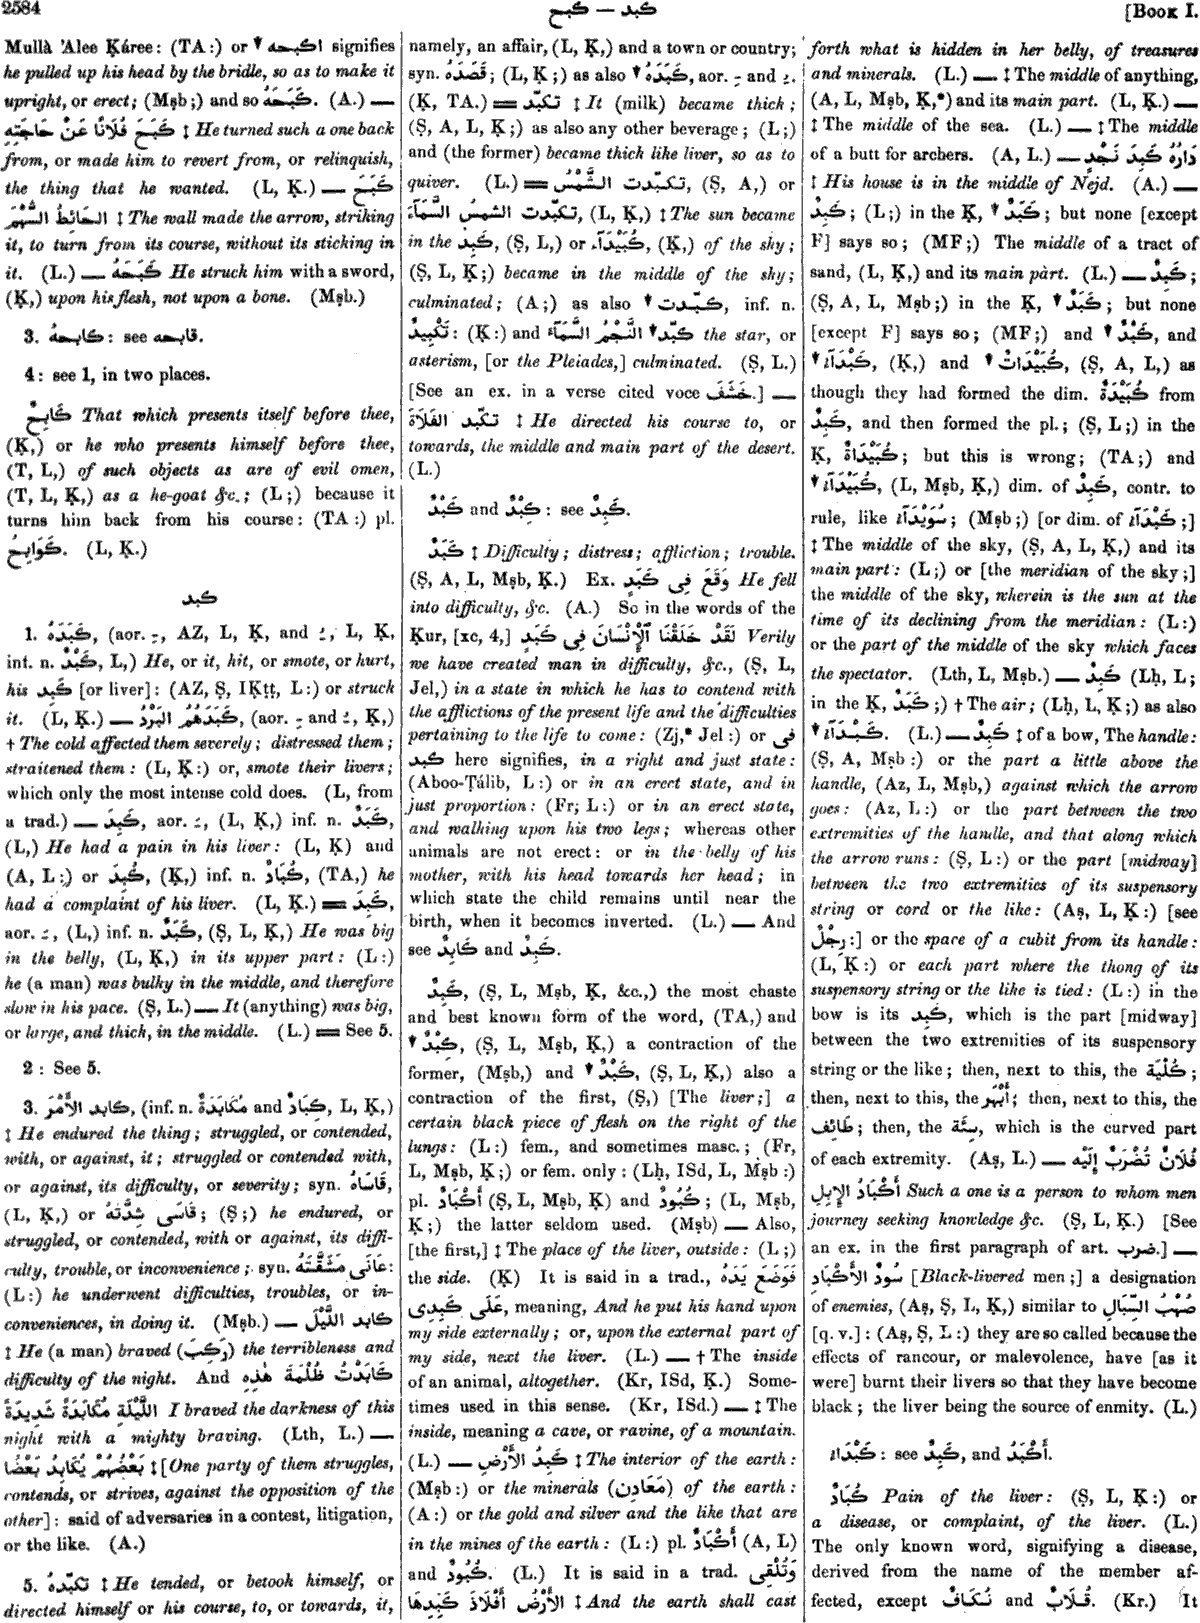 2584
كبح — كبد
[Book I.
Mullà 'Alee Ḳáree: (TA:) or ▼ اكبحه signifies
he pulled up his head by the bridle, so as to make it
upright, or erect; (Mṣb;) and so كَبَحَهُ. (A.) —
كَبَحَ فُلَانًا عَنْ حَاجَتِهِ ‡ He turned such a one back
from, or made him to revert from, or relinquish,
the thing that he wanted. (L, Ḳ.) — كَبَحَ
الحَائِطُ السَّهْمَ ‡ The wall made the arrow, striking
it, to turn from its course, without its sticking in
it. (L.) — كَبَحَهُ He struck him with a sword,
(Ḳ,) upon his flesh, not upon a bone. (Mṣb.)
3. كابحهُ: see قابحه.
4: see 1, in two places.
كَابِحٌ That which presents itself before thee,
(Ḳ,) or he who presents himself before thee,
(T, L,) of such objects as are of evil omen,
(T, L, Ḳ,) as a he-goat &c.; (L;) because it
turns him back from his course: (TA:) pl.
كَوَابِحُ. (L, Ḳ.)
كبد
1. كَبَدَهُ, (aor. ـِ, AZ, L, Ḳ, and ـُ, L, Ḳ,
inf. n. كَبْدٌ, L,) He, or it, hit, or smote, or hurt,
his كَبِد [or liver]: (AZ, Ṣ, IḲṭṭ, L:) or struck
it. (L, Ḳ.) — كَبَدَهُمُ البَرْدُ, (aor. ـِ and ـُ, Ḳ,)
† The cold affected them severely; distressed them;
straitened them: (L, Ḳ:) or, smote their livers;
which only the most intense cold does. (L, from
a trad.) — كَبِدَ, aor. ـَ, (L, Ḳ,) inf. n. كَبَدٌ,
(L,) He had a pain in his liver: (L, Ḳ) and
(A, L:) or كُبِدَ, (Ḳ,) inf. n. كُبَادٌ, (TA,) he
had a complaint of his liver. (L, Ḳ.) = كَبِدَ,
aor. ـَ, (L,) inf. n. كَبَدٌ, (Ṣ, L, Ḳ,) He was big
in the belly, (L, Ḳ,) in its upper part: (L:)
he (a man) was bulky in the middle, and therefore
slow in his pace. (Ṣ, L.) — It (anything) was big,
or large, and thick, in the middle. (L.) = See 5.
2: See 5.
3. كابد الأَمْرَ, (inf. n. مُكَابَدَةٌ and كِبَادٌ, L, Ḳ,)
‡ He endured the thing; struggled, or contended,
with, or against, it; struggled or contended with,
or against, its difficulty, or severity; syn. قَاسَاهُ,
(L, Ḳ,) or قَاسَى شِدَّتَهُ; (Ṣ;) he endured, or
struggled, or contended, with or against, its diffi-
culty, trouble, or inconvenience; syn. عَانَى مَشَقَّتَهُ:
(L:) he underwent difficulties, troubles, or in-
conveniences, in doing it. (Mṣb.) — كابد اللَّيْلَ
‡ He (a man) braved (رَكِبَ) the terribleness and
difficulty of the night. And كَابَدْتُ ظُلْمَةَ هٰذِهِ
اللَّيْلَةِ مُكَابَدَةً شَدِيدَةً I braved the darkness of this
night with a mighty braving. (Lth, L.) —
بَعْضُهُمْ يُكَابِدُ بَعْضًا ‡ [One party of them struggles,
contends, or strives, against the opposition of the
other]: said of adversaries in a contest, litigation,
or the like. (A.)
5. تكبّدهُ ‡ He tended, or betook himself, or
directed himself or his course, to, or towards, it,
namely, an affair, (L, Ḳ,) and a town or country;
syn. قَصَدَهُ; (L, Ḳ;) as also ▼ كَبَدَهُ, aor. ـِ and ـُ.
(Ḳ, TA.) = تكبّد ‡ It (milk) became thick;
(Ṣ, A, L, Ḳ;) as also any other beverage; (L;)
and (the former) became thick like liver, so as to
quiver. (L.) = تكبّدت الشَّمْسُ, (Ṣ, A,) or
تكبّدت الشمسُ السَّمَآءَ, (L, Ḳ,) ‡ The sun became
in the كَبِد, (Ṣ, L,) or كُبَيْدَآء, (Ḳ,) of the sky;
(Ṣ, L, Ḳ;) became in the middle of the sky;
culminated; (A;) as also ▼ كبّدت, inf. n.
تَكْبِيدٌ: (Ḳ:) and كبّد▼ النَّجْمُ السَّمَآءَ the star, or
asterism, [or the Pleiades,] culminated. (Ṣ, L.)
[See an ex. in a verse cited voce خَشَفَ.] —
تكبّد الفَلَاةَ ‡ He directed his course to, or
towards, the middle and main part of the desert.
(L.)
كَبْدٌ and كِبْدٌ: see كَبِدٌ.
كَبَدٌ ‡ Difficulty; distress; affliction; trouble.
(Ṣ, A, L, Mṣb, Ḳ.) Ex. وَقَعَ فِى كَبَدٍ He fell
into difficulty, &c. (A.) So in the words of the
Ḳur, [xc, 4,] لَقَدْ خَلَقْنَا ٱلْإِنْسَانَ فِى كَبَدٍ Verily
we have created man in difficulty, &c., (Ṣ, L,
Jel,) in a state in which he has to contend with
the afflictions of the present life and the difficulties
pertaining to the life to come: (Zj,* Jel:) or فى
كبد here signifies, in a right and just state:
(Aboo-Ṭálib, L:) or in an erect state, and in
just proportion: (Fr, L:) or in an erect state,
and walking upon his two legs; whereas other
animals are not erect: or in the belly of his
mother, with his head towards her head; in
which state the child remains until near the
birth, when it becomes inverted. (L.) — And
see كَابِدٌ and كَبِدٌ.
كَبِدٌ, (Ṣ, L, Mṣb, Ḳ, &c.,) the most chaste
and best known form of the word, (TA,) and
▼ كِبْدٌ, (Ṣ, L, Mṣb, Ḳ,) a contraction of the
former, (Mṣb,) and ▼ كَبْدٌ, (Ṣ, L, Ḳ,) also a
contraction of the first, (Ṣ,) [The liver;] a
certain black piece of flesh on the right of the
lungs: (L:) fem., and sometimes masc.; (Fr,
L, Mṣb, Ḳ;) or fem. only: (Lḥ, ISd, L, Mṣb:)
pl. أَكْبَادٌ (Ṣ, L, Mṣb, Ḳ) and كُبُودٌ; (L, Mṣb,
Ḳ;) the latter seldom used. (Mṣb) — Also,
[the first,] ‡ The place of the liver, outside: (L;)
the side. (Ḳ) It is said in a trad., فَوَضَعَ يَدَهُ
عَلَى كَبِدِى, meaning, And he put his hand upon
my side externally; or, upon the external part of
my side, next the liver. (L.) — † The inside
of an animal, altogether. (Kr, ISd, Ḳ.) Some-
times used in this sense. (Kr, ISd.) — ‡ The
inside, meaning a cave, or ravine, of a mountain.
(L.) — كَبِدُ الأَرْضِ ‡ The interior of the earth:
(Mṣb:) or the minerals (مَعَادِن) of the earth:
(A:) or the gold and silver and the like that are
in the mines of the earth: (L:) pl. أَكْبَادٌ (A, L)
and كُبُودٌ. (L.) It is said in a trad. وَتُلْقِى
الأَرْضُ أَفْلَاذَ كَبِدِهَا ‡ And the earth shall cast
forth what is hidden in her belly, of treasures
and minerals. (L.) — ‡ The middle of anything,
(A, L, Mṣb, Ḳ,*) and its main part. (L, Ḳ.) —
‡ The middle of the sea. (L.) — ‡ The middle
of a butt for archers. (A, L.) — دَارُهُ كَبِدَ نَجْدٍ
‡ His house is in the middle of Nejd. (A.) —
كَبِدٌ; (L;) in the Ḳ, ▼ كَبَدٌ; but none [except
F] says so; (MF;) The middle of a tract of
sand, (L, Ḳ,) and its main part. (L.) — كَبِدٌ;
(Ṣ, A, L, Mṣb;) in the Ḳ, ▼ كَبَدٌ; but none
[except F] says so; (MF;) and ▼ كَبْدٌ, and
▼ كَبْدَآءُ, (Ḳ,) and ▼ كُبَيْدَاتٌ, (Ṣ, A, L,) as
though they had formed the dim. كُبَيْدَةٌ from
كَبِدٌ, and then formed the pl.; (Ṣ, L;) in the
Ḳ, كُبَيْدَاةٌ; but this is wrong; (TA;) and
▼ كُبَيْدَآءُ, (L, Mṣb, Ḳ,) dim. of كَبِدٌ, contr. to
rule, like سُوَيْدَآءُ; (Mṣb;) [or dim. of كَبْدَآءُ;]
‡ The middle of the sky, (Ṣ, A, L, Ḳ,) and its
main part: (L;) or [the meridian of the sky;]
the middle of the sky, wherein is the sun at the
time of its declining from the meridian: (L:)
or the part of the middle of the sky which faces
the spectator. (Lth, L, Mṣb.) — كَبِدٌ (Lḥ, L;
in the Ḳ, كَبْدٌ;) † The air; (Lḥ, L, Ḳ;) as also
▼ كَبْدَآءُ. (L.) — كَبِدٌ ‡ of a bow, The handle:
(Ṣ, A, Mṣb:) or the part a little above the
handle, (Az, L, Mṣb,) against which the arrow
goes: (Az, L:) or the part between the two
extremities of the handle, and that along which
the arrow runs: (Ṣ, L:) or the part [midway]
between the two extremities of its suspensory
string or cord or the like: (Aṣ, L, Ḳ:) [see
رِجْلٌ:] or the space of a cubit from its handle:
(L, Ḳ:) or each part where the thong of its
suspensory string or the like is tied: (L:) in the
bow is its كَبِد, which is the part [midway]
between the two extremities of its suspensory
string or the like; then, next to this, the كُلْيَة;
then, next to this, the أَبْهَر; then, next to this, the
طَائِف; then, the سِئَة, which is the curved part
of each extremity. (Aṣ, L.) — فُلَانٌ تُضْرَبُ إِلَيْهِ
أَكْبَادُ الإِبِلِ Such a one is a person to whom men
journey seeking knowledge &c. (Ṣ, L, Ḳ.) [See
an ex. in the first paragraph of art. ضرب.] —
سُودُ الأَكْبَادِ [Black-livered men;] a designation
of enemies, (Aṣ, Ṣ, L, Ḳ,) similar to صُهْبُ السِّبَالِ
[q. v.]: (Aṣ, Ṣ, L:) they are so called because the
effects of rancour, or malevolence, have [as it
were] burnt their livers so that they have become
black; the liver being the source of enmity. (L.)
كَبْدَاءُ: see كَبِدٌ, and أَكْبَدُ.
كُبَادٌ Pain of the liver: (Ṣ, L, Ḳ:) or
a disease, or complaint, of the liver. (L.)
The only known word, signifying a disease,
derived from the name of the member af-
fected, except نُكَافٌ and قُلَابٌ. (Kr.) It